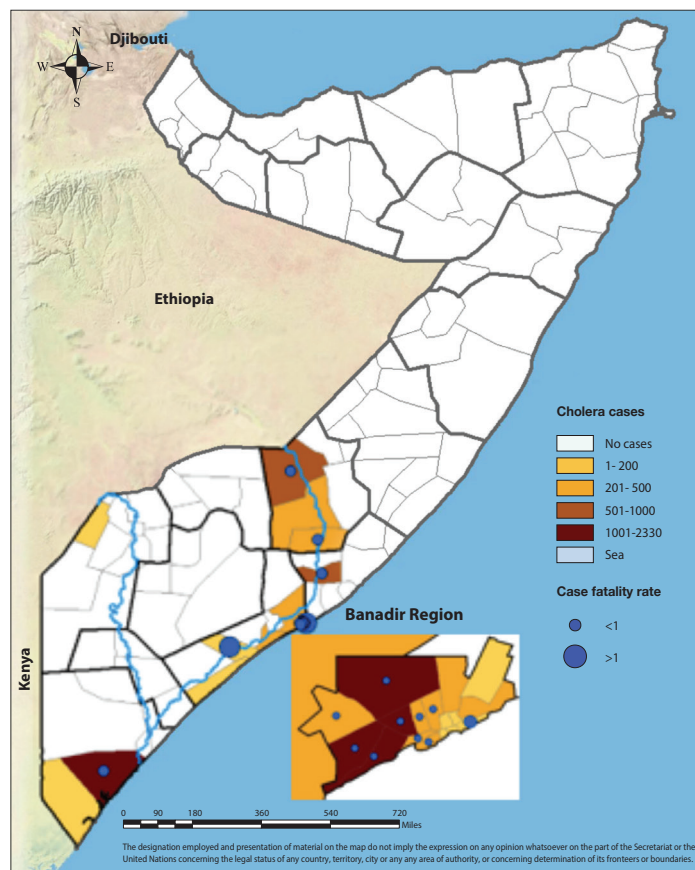 N
W E
S
Djibouti
Ethiopia
Kenya
Banadir Region
Cholera cases
No cases
1- 200
201- 500
501-1000
1001-2330
Sea
Case fatality rate
<1
>1
0 90 180 360 540 720
Miles
The designation employed and presentation of material on the map do not imply the expression on any opinion whatsoever on the part of the Secretariat or the
United Nations concerning the legal status of any country, territory, city or any any area of authority, or concerning determination of its fronteers or boundaries.